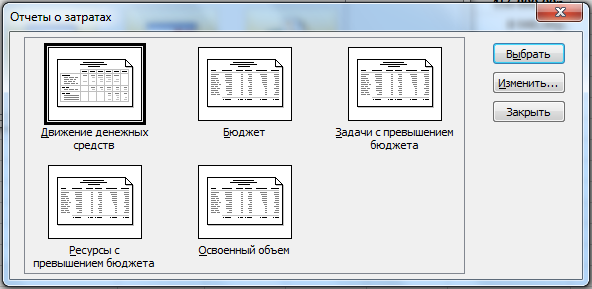 Отчеты о затратах
Выбрать
Изменить...
Закрыть
Движение денежных
средств
Бюджет
Задачи с превышением
бюджета
Ресурсы с
превышением бюджета
Освоенный объем